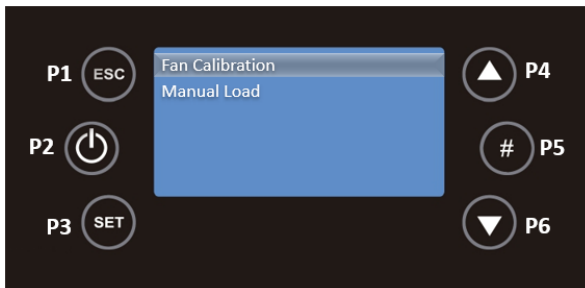 P1 ESC
Fan Calibration
Manual Load
P4
P2
# P5
P3 SET
P6